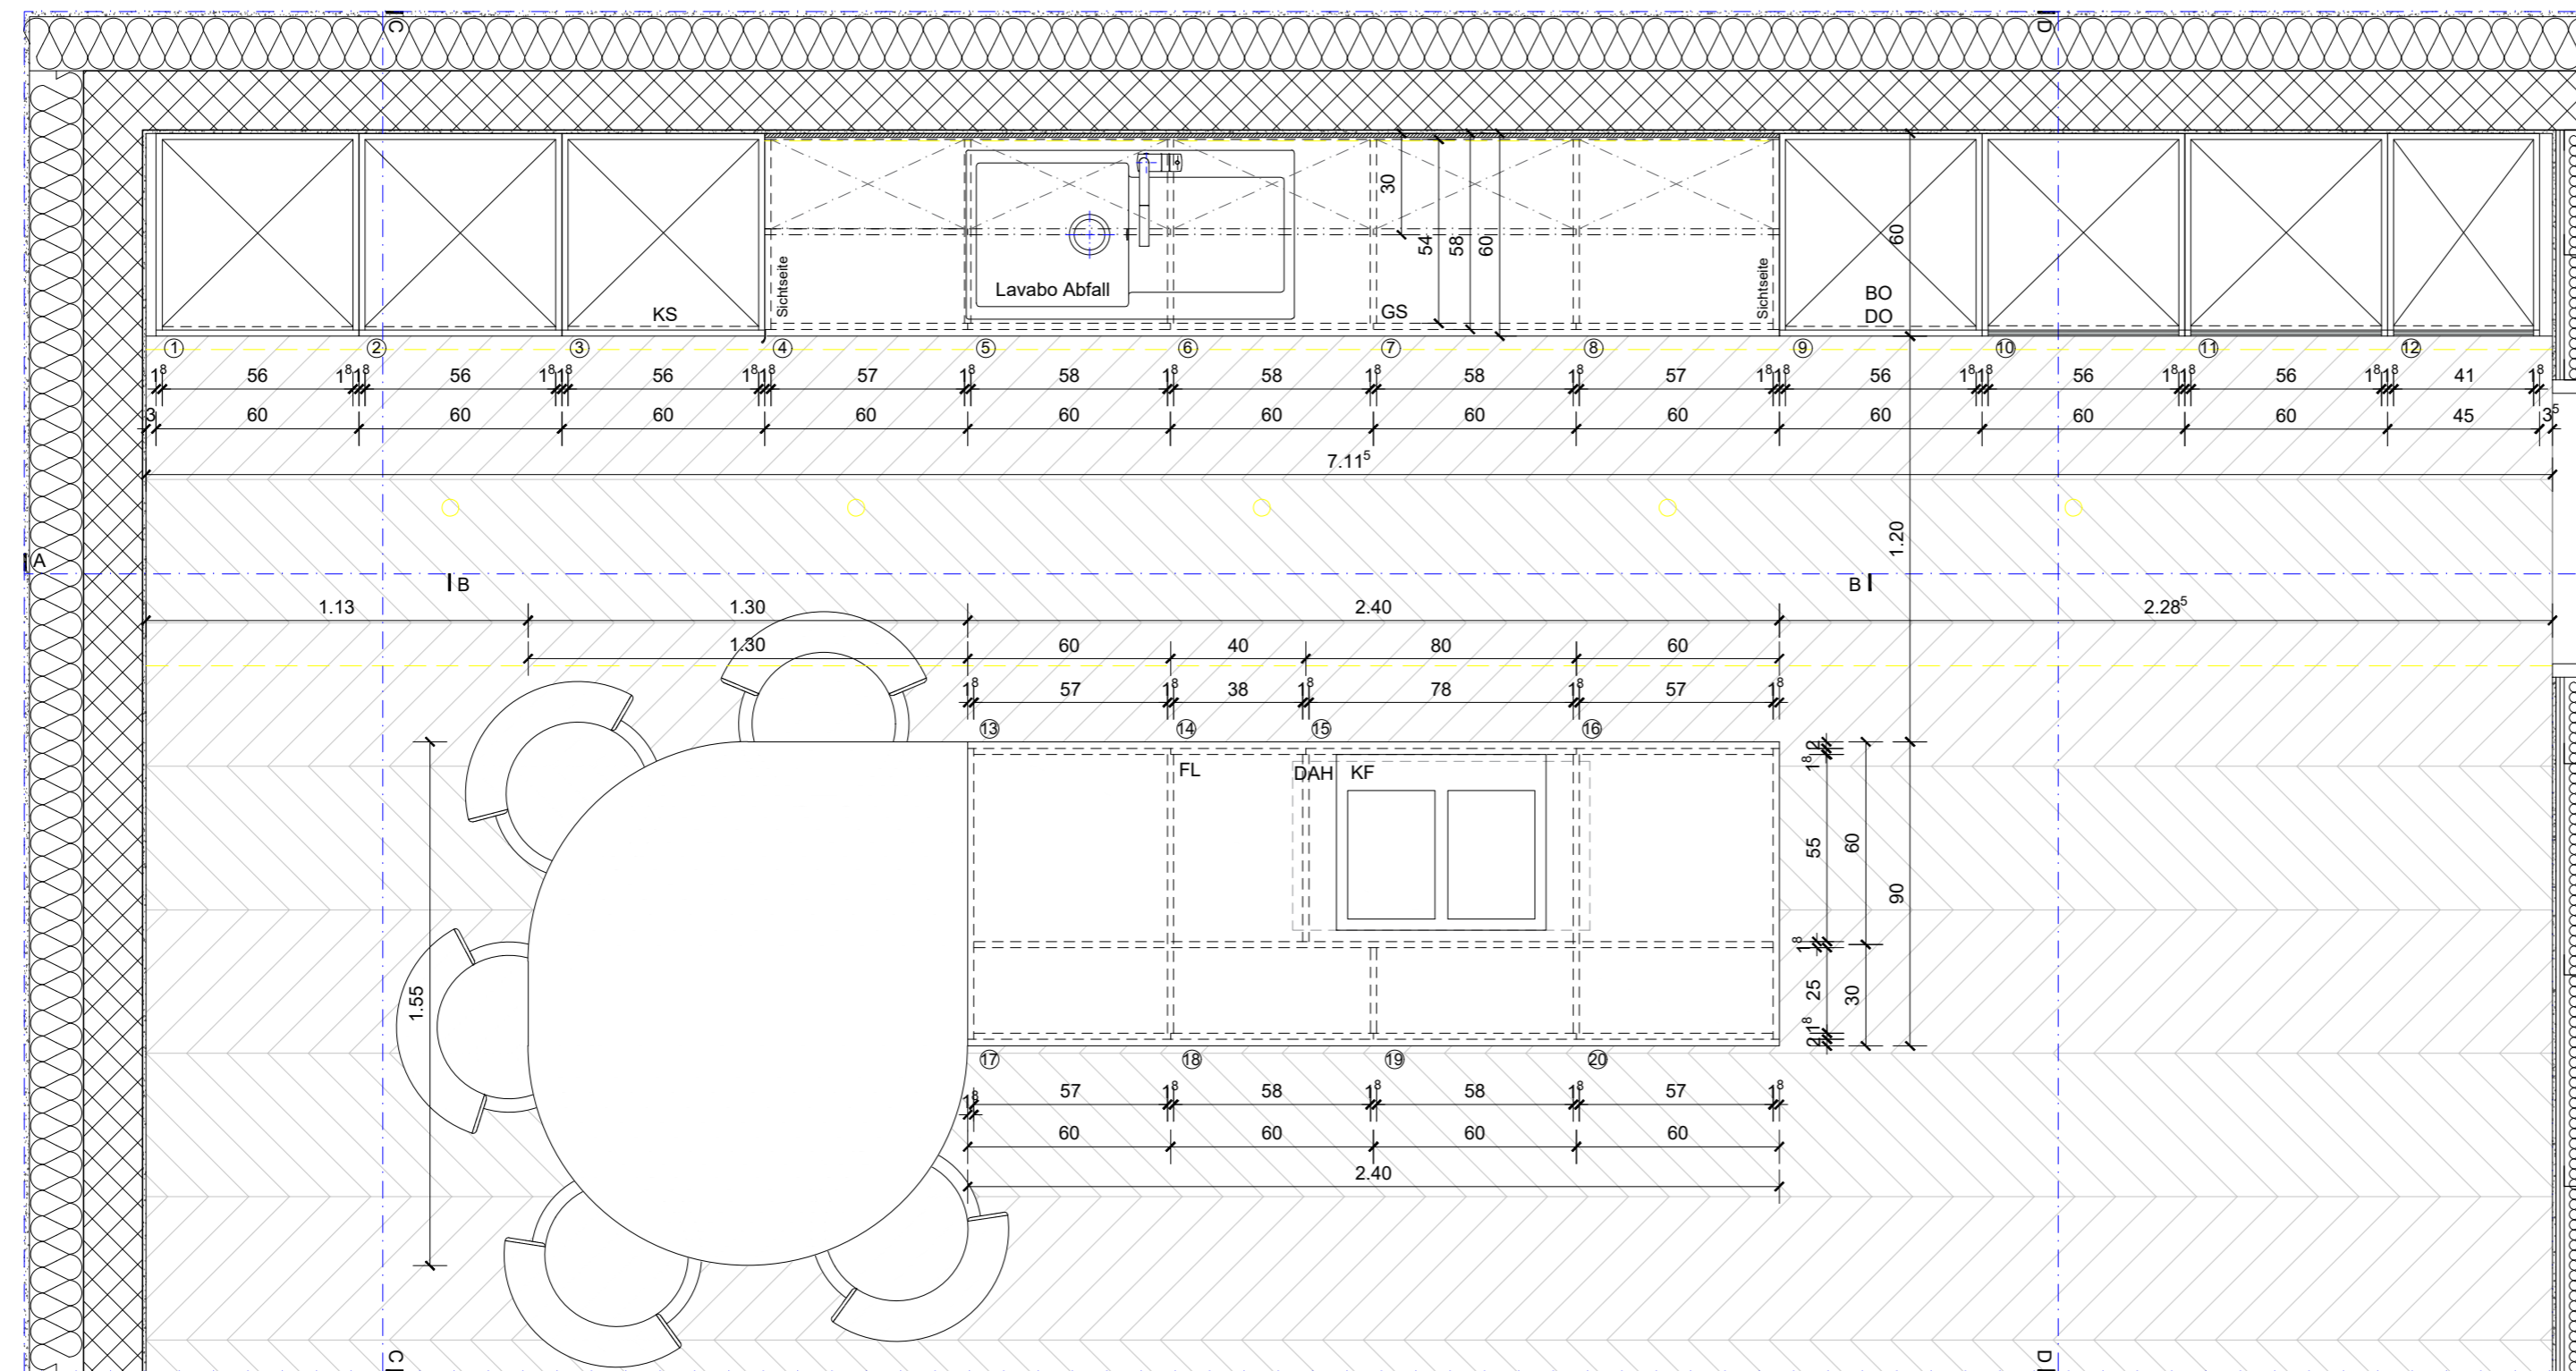 C D
30
54 58 60
60
Sichtseite Sichtseite
Lavabo Abfall
KS GS BO
DO
① ② ③ ④ ⑤ ⑥ ⑦ ⑧ ⑨ ⑩ ⑪ ⑫
1⁸ 56 1⁸ 1⁸ 56 1⁸ 1⁸ 56 1⁸ 1⁸ 57 1⁸ 58 1⁸ 58 1⁸ 58 1⁸ 57 1⁸ 1⁸ 56 1⁸ 1⁸ 56 1⁸ 1⁸ 56 1⁸ 1⁸ 41 1⁸
3 60 60 60 60 60 60 60 60 60 60 60 45 3⁵
7.11⁵
1.20
A
B B
1.13 1.30 2.40 2.28⁵
1.30 60 40 80 60
1⁸ 57 1⁸ 38 1⁸ 78 1⁸ 57 1⁸
⑬ ⑭ ⑮ ⑯
FL DAH KF
2
1⁸
55 60 90
1⁸
25 30
1⁸
2
1.55
⑰ ⑱ ⑲ ⑳
1⁸ 57 1⁸ 58 1⁸ 58 1⁸ 57 1⁸
60 60 60 60
2.40
C D